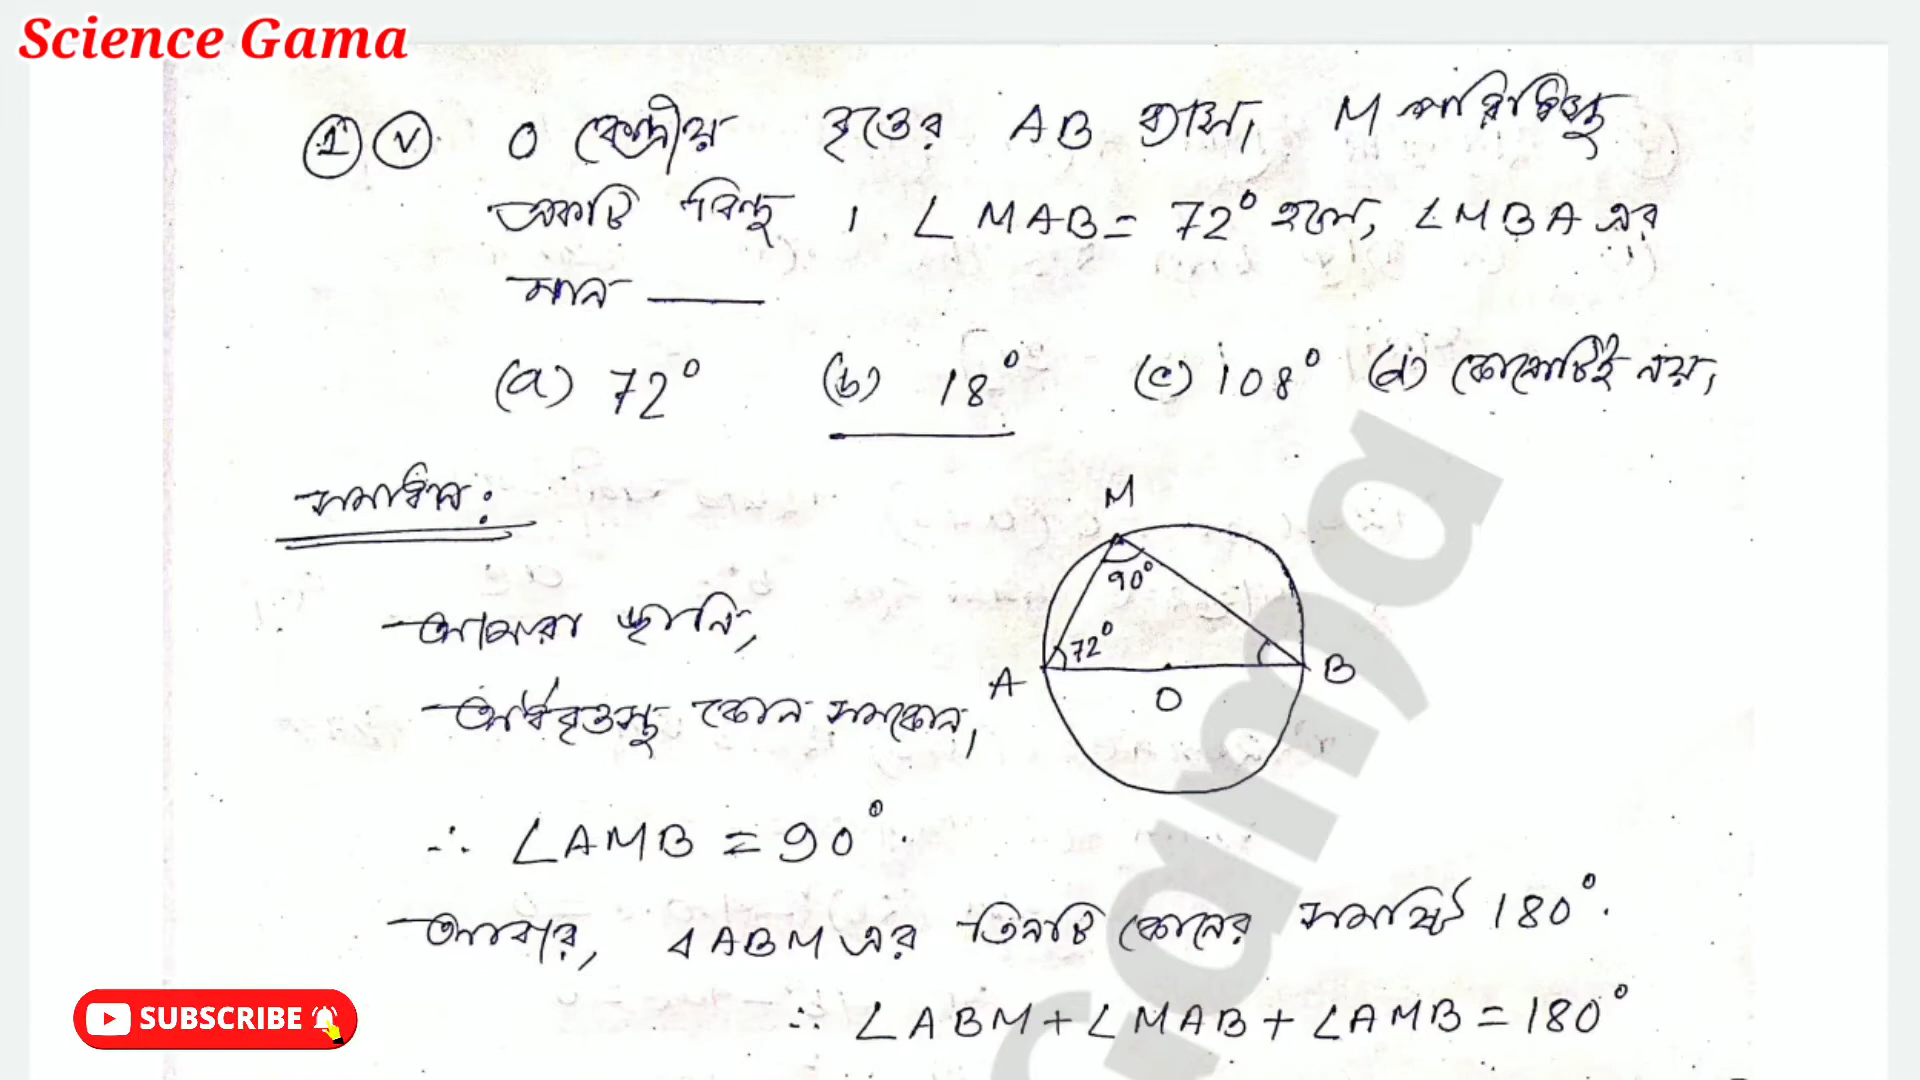 Science Gama
1 v O কেন্দ্রীয় বৃত্তের AB ব্যাস, M পরিধিস্থ
একটি বিন্দু । ∠MAB = 72° হলে, ∠MBA এর
মান ____
(a) 72° (b) 18° (c) 108° (d) কোনোটিই নয়,
সমাধান:
M
90°
আমরা জানি,
72°
A
B
O
অর্ধবৃত্তস্থ কোন সমকোন,
∴ ∠AMB = 90°.
আবার, ΔABM এর তিনটি কোনের সমষ্টি 180°.
∴ ∠ABM + ∠MAB + ∠AMB = 180°
SUBSCRIBE
Gama